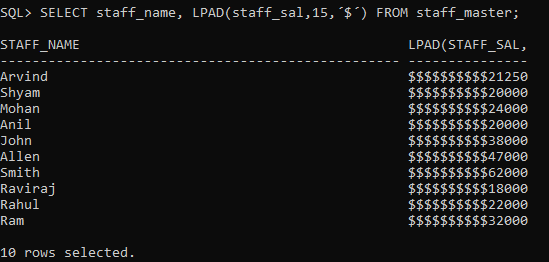 SQL> SELECT staff_name, LPAD(staff_sal,15,´$´) FROM staff_master;
STAFF_NAME LPAD(STAFF_SAL,
-------------------------------------------------- ---------------
Arvind $$$$$$$$$$21250
Shyam $$$$$$$$$$20000
Mohan $$$$$$$$$$24000
Anil $$$$$$$$$$20000
John $$$$$$$$$$38000
Allen $$$$$$$$$$47000
Smith $$$$$$$$$$62000
Raviraj $$$$$$$$$$18000
Rahul $$$$$$$$$$22000
Ram $$$$$$$$$$32000
10 rows selected.